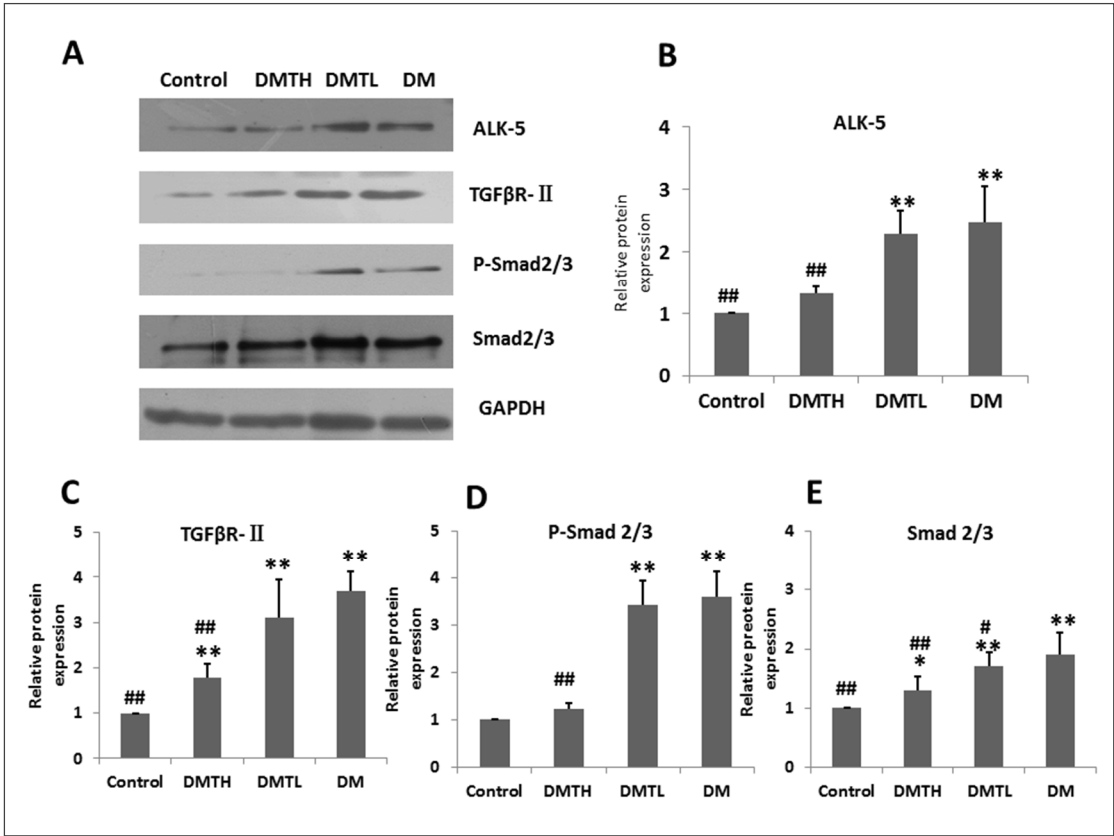 A
Control DMTH DMTL DM
ALK-5
TGFβR-Ⅱ
P-Smad2/3
Smad2/3
GAPDH
B
ALK-5
Relative protein
expression
4
3
2
1
0
##
##
**
**
Control DMTH DMTL DM
C
TGFβR-Ⅱ
Relative protein
expression
5
4
3
2
1
0
##
##
**
**
**
Control DMTH DMTL DM
D
P-Smad 2/3
Relative protein
expression
5
4
3
2
1
0
##
**
**
Control DMTH DMTL DM
E
Smad 2/3
Relative preotein
expression
4
3
2
1
0
##
##
*
#
**
**
Control DMTH DMTL DM